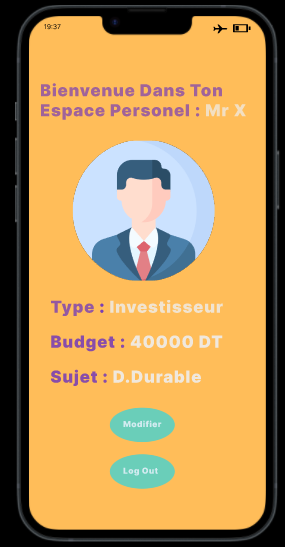 19:37
Bienvenue Dans Ton
Espace Personel : Mr X
Type : Investisseur
Budget : 40000 DT
Sujet : D.Durable
Modifier
Log Out